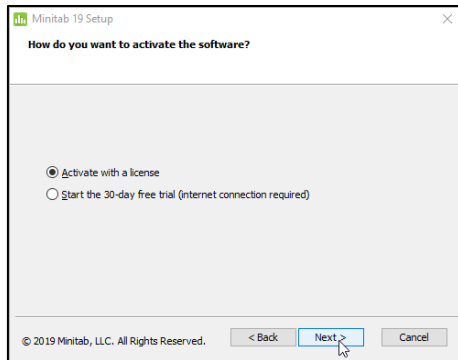 Minitab 19 Setup
How do you want to activate the software?
Activate with a license
Start the 30-day free trial (internet connection required)
© 2019 Minitab, LLC. All Rights Reserved.
< Back
Next >
Cancel